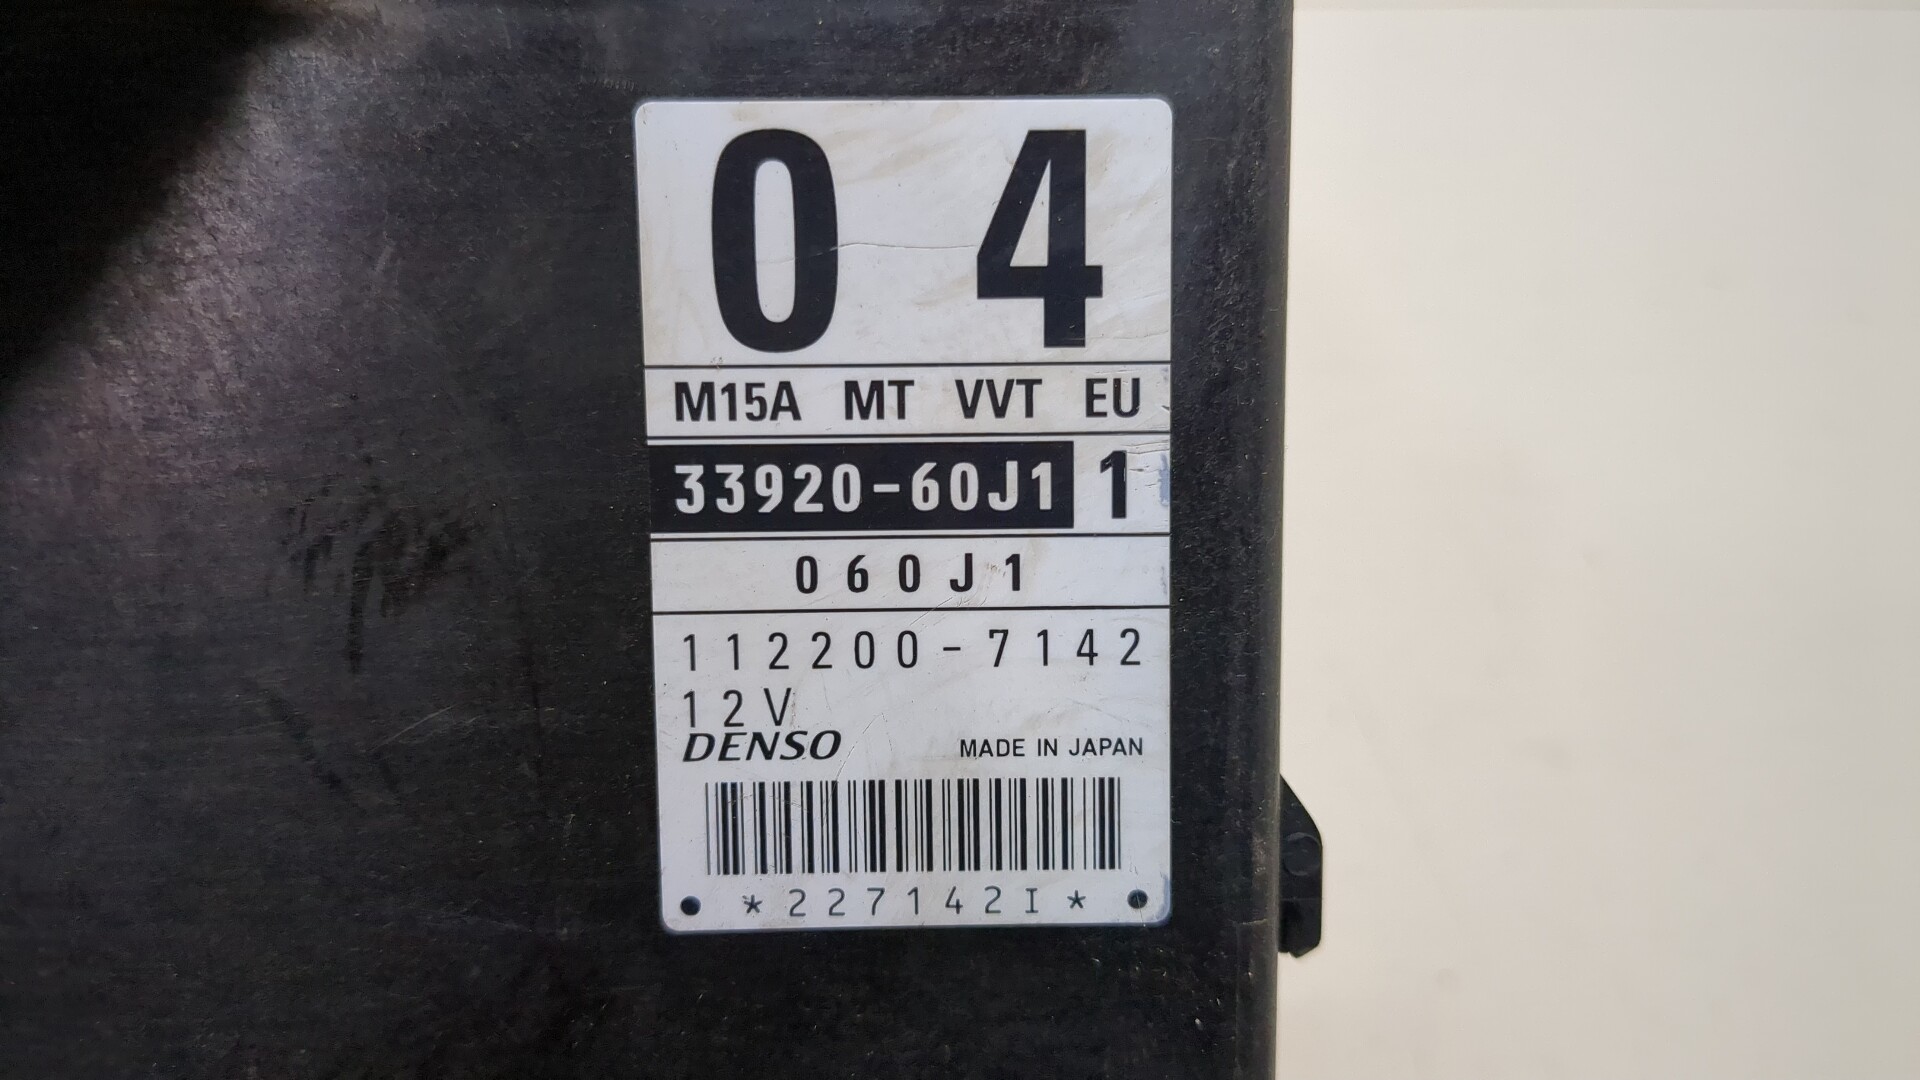 0 4
M15A MT VVT EU
33920-60J1 1
060J1
112200-7142
12V
DENSO MADE IN JAPAN
*227142I*